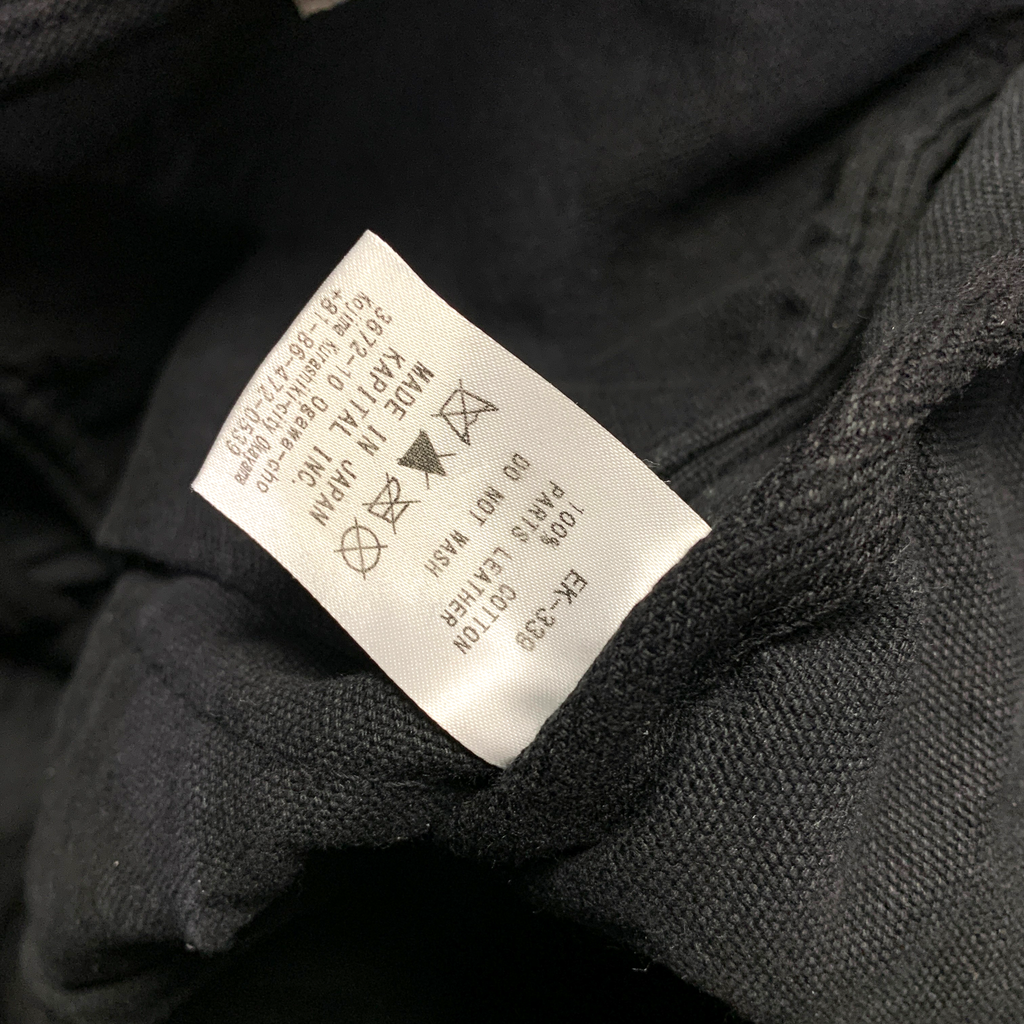 EK-339
100% COTTON
PARTS LEATHER
DO NOT WASH
MADE IN JAPAN
KAPITAL INC.
3672-10 Ogawa-cho
Kojima Kurashiki-city Okayama
+81-86-472-0539